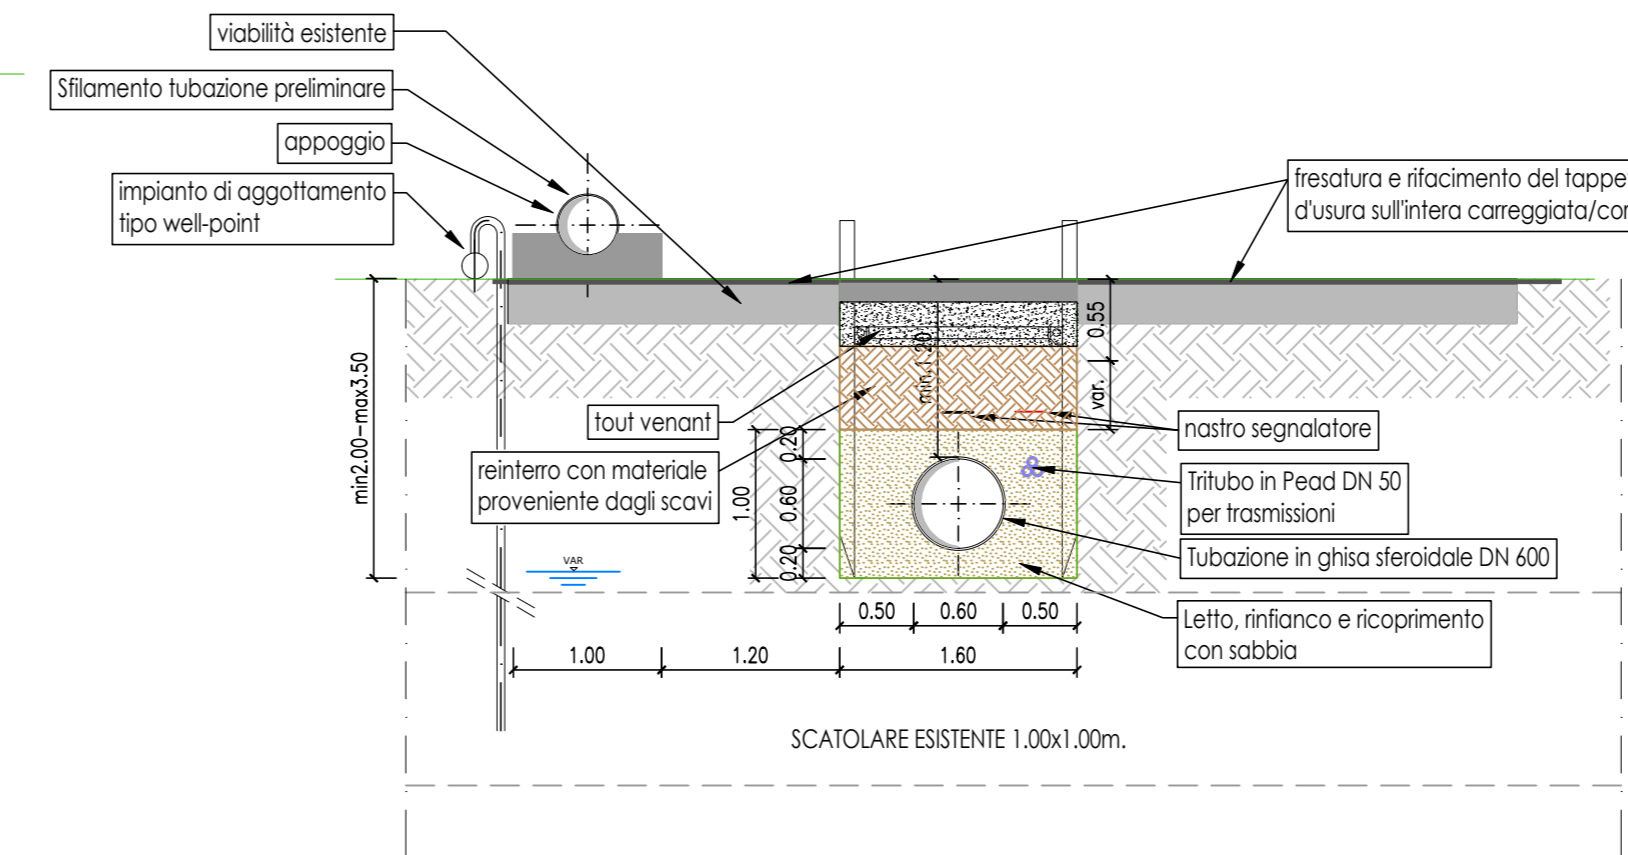 viabilità esistente
Sfilamento tubazione preliminare
appoggio
impianto di aggottamento
tipo well-point
fresatura e rifacimento del tappe
d'usura sull'intera carreggiata/cor
min2.00-max3.50
0.55
var.
min.1.20
tout venant
nastro segnalatore
reinterro con materiale
proveniente dagli scavi
0.20
1.00
0.60
0.20
Tritubo in Pead DN 50
per trasmissioni
Tubazione in ghisa sferoidale DN 600
VAR
0.50
0.60
0.50
Letto, rinfianco e ricoprimento
con sabbia
1.00
1.20
1.60
SCATOLARE ESISTENTE 1.00x1.00m.